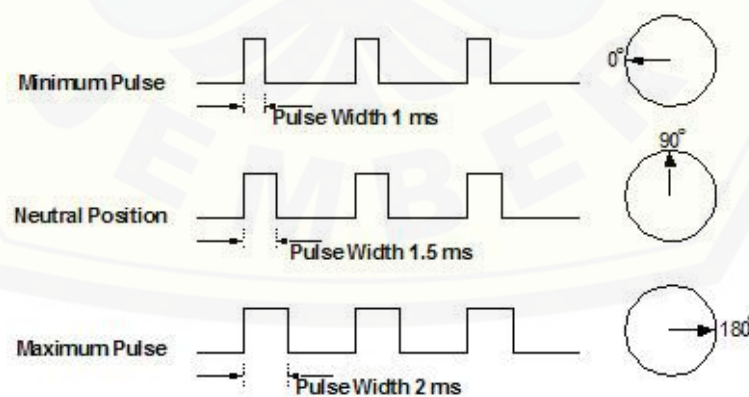 Minimum Pulse
0°
Pulse Width 1 ms
90°
Neutral Position
Pulse Width 1.5 ms
180°
Maximum Pulse
Pulse Width 2 ms
JEMBER